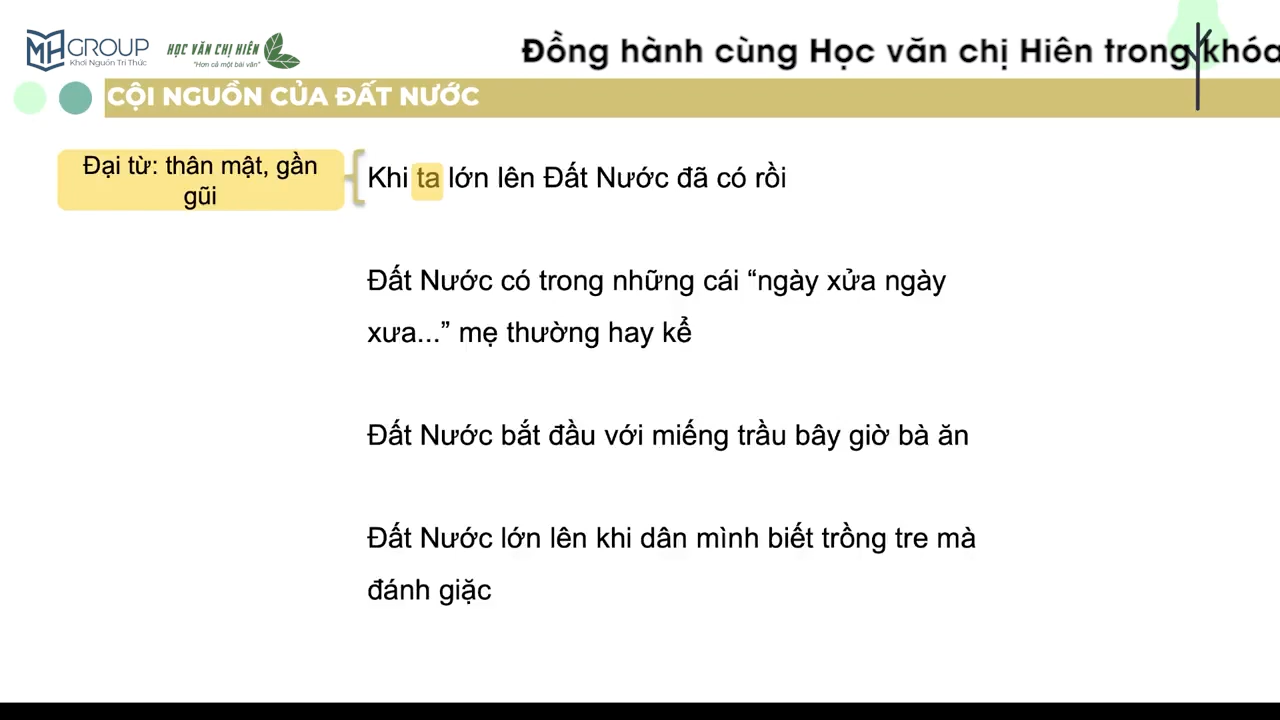 MH GROUP
Khơi Nguồn Tri Thức
HỌC VĂN CHỊ HIÊN
"Hơn cả một bài văn"
Đồng hành cùng Học văn chị Hiên trong khóa
CỘI NGUỒN CỦA ĐẤT NƯỚC
Đại từ: thân mật, gần
gũi
Khi ta lớn lên Đất Nước đã có rồi
Đất Nước có trong những cái “ngày xửa ngày
xưa...” mẹ thường hay kể
Đất Nước bắt đầu với miếng trầu bây giờ bà ăn
Đất Nước lớn lên khi dân mình biết trồng tre mà
đánh giặc